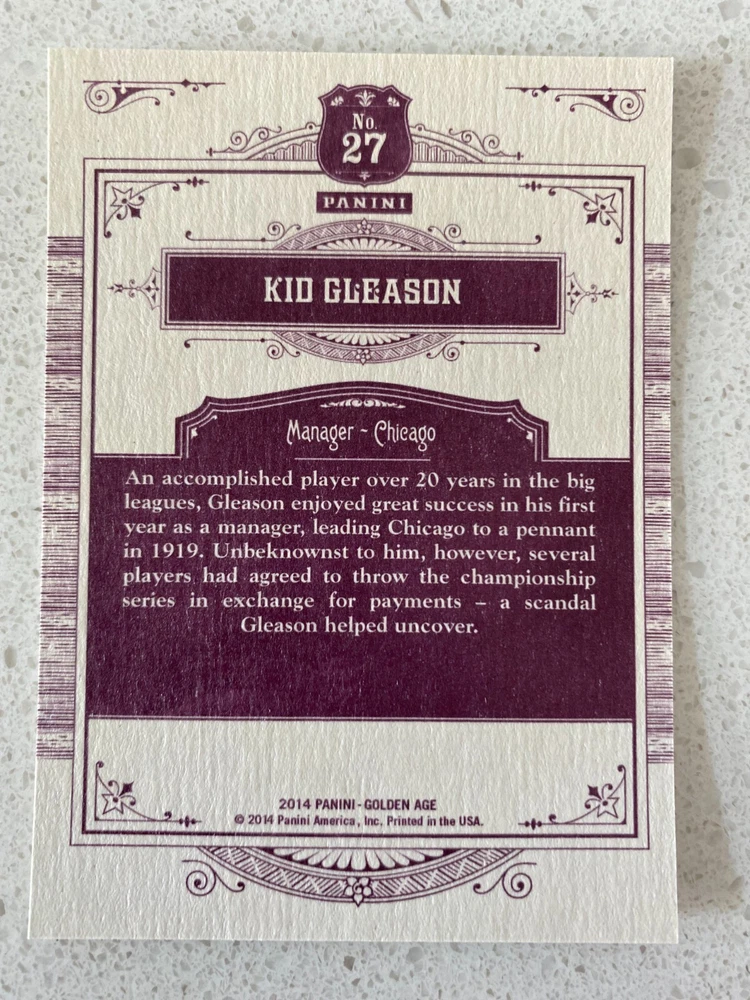 No.
27
PANINI
KID GLEASON
Manager ~ Chicago
An accomplished player over 20 years in the big
leagues, Gleason enjoyed great success in his first
year as a manager, leading Chicago to a pennant
in 1919. Unbeknownst to him, however, several
players had agreed to throw the championship
series in exchange for payments – a scandal
Gleason helped uncover.
2014 PANINI - GOLDEN AGE
© 2014 Panini America, Inc. Printed in the USA.